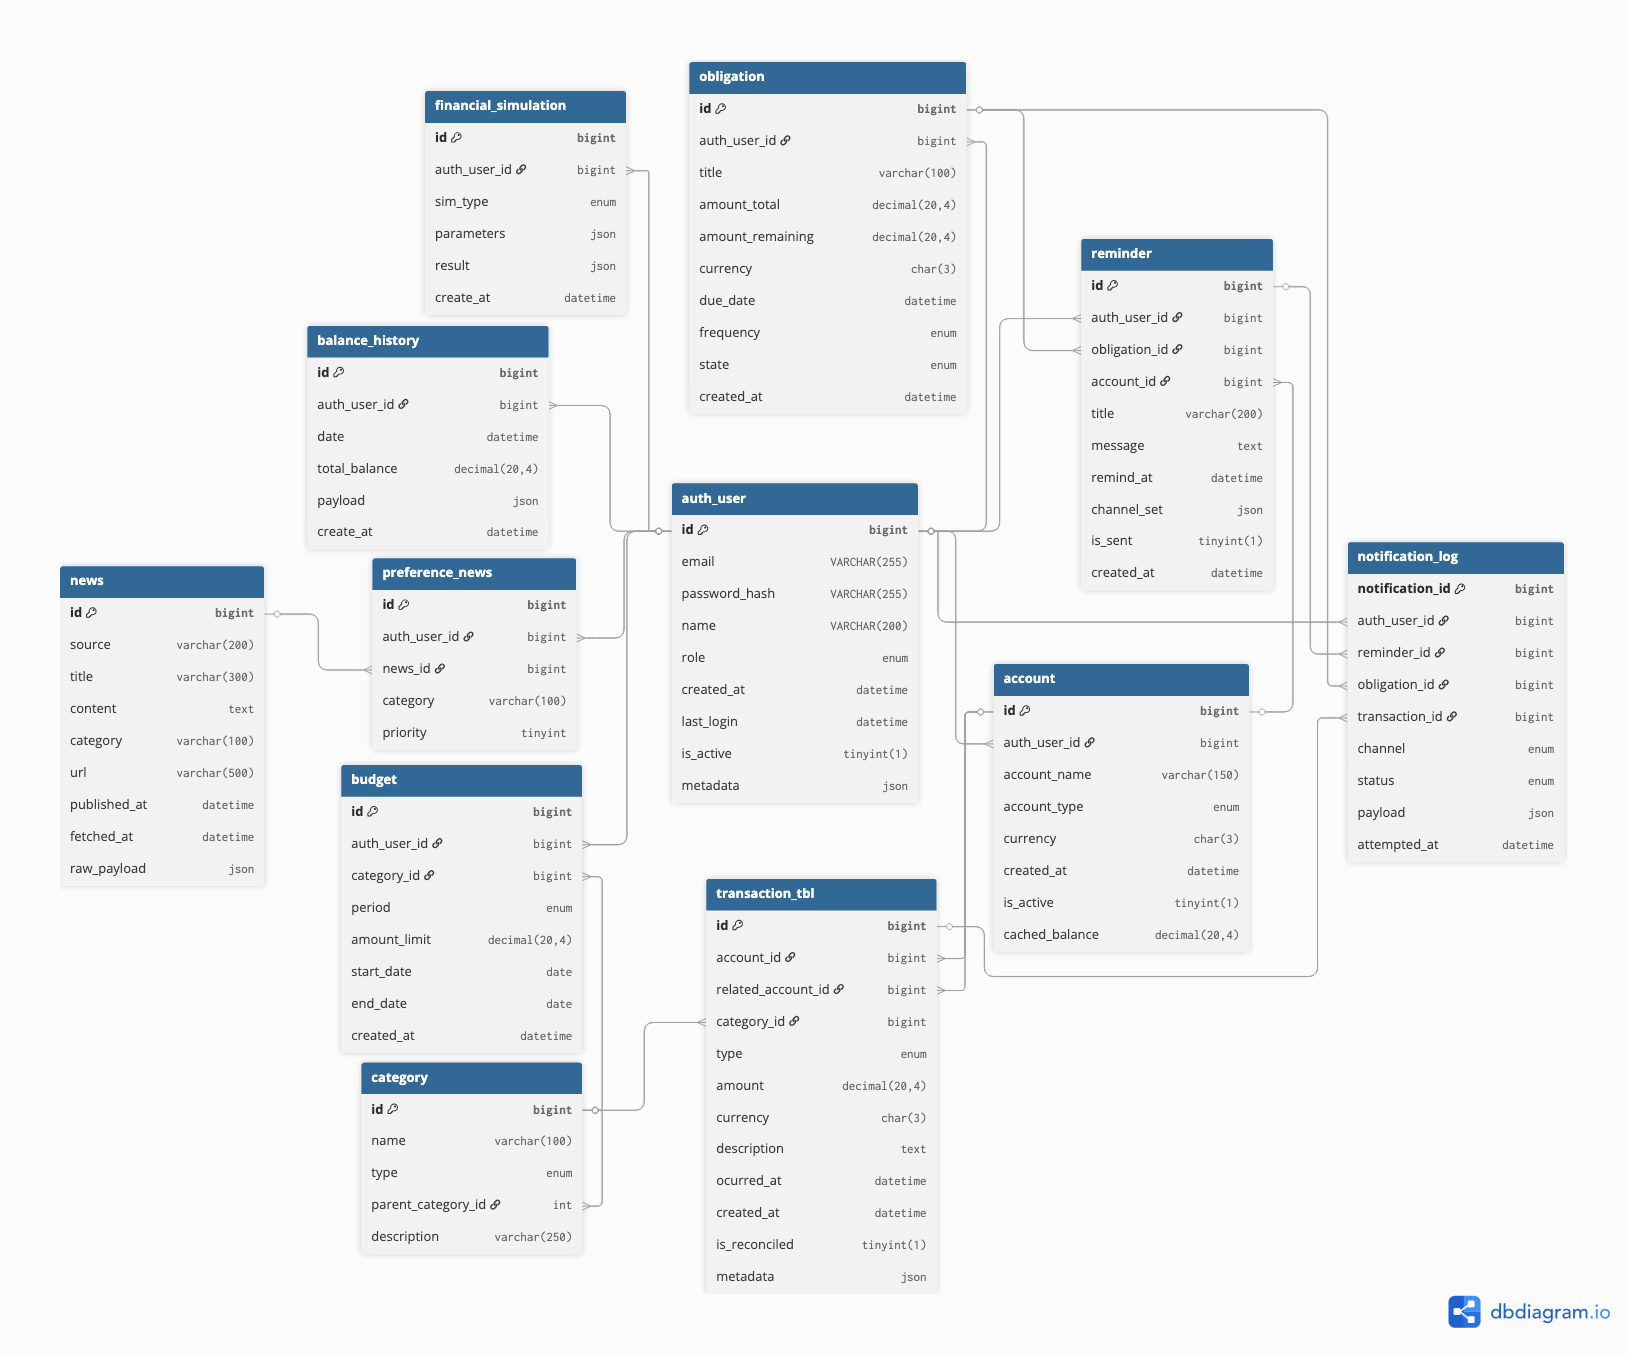 obligation
id bigint
auth_user_id bigint
title varchar(100)
amount_total decimal(20,4)
amount_remaining decimal(20,4)
currency char(3)
due_date datetime
frequency enum
state enum
created_at datetime
financial_simulation
id bigint
auth_user_id bigint
sim_type enum
parameters json
result json
create_at datetime
reminder
id bigint
auth_user_id bigint
obligation_id bigint
account_id bigint
title varchar(200)
message text
remind_at datetime
channel_set json
is_sent tinyint(1)
created_at datetime
balance_history
id bigint
auth_user_id bigint
date datetime
total_balance decimal(20,4)
payload json
create_at datetime
auth_user
id bigint
email VARCHAR(255)
password_hash VARCHAR(255)
name VARCHAR(200)
role enum
created_at datetime
last_login datetime
is_active tinyint(1)
metadata json
notification_log
notification_id bigint
auth_user_id bigint
reminder_id bigint
obligation_id bigint
transaction_id bigint
channel enum
status enum
payload json
attempted_at datetime
news
id bigint
source varchar(200)
title varchar(300)
content text
category varchar(100)
url varchar(500)
published_at datetime
fetched_at datetime
raw_payload json
preference_news
id bigint
auth_user_id bigint
news_id bigint
category varchar(100)
priority tinyint
account
id bigint
auth_user_id bigint
account_name varchar(150)
account_type enum
currency char(3)
created_at datetime
is_active tinyint(1)
cached_balance decimal(20,4)
budget
id bigint
auth_user_id bigint
category_id bigint
period enum
amount_limit decimal(20,4)
start_date date
end_date date
created_at datetime
transaction_tbl
id bigint
account_id bigint
related_account_id bigint
category_id bigint
type enum
amount decimal(20,4)
currency char(3)
description text
ocurred_at datetime
created_at datetime
is_reconciled tinyint(1)
metadata json
category
id bigint
name varchar(100)
type enum
parent_category_id int
description varchar(250)
dbdiagram.io